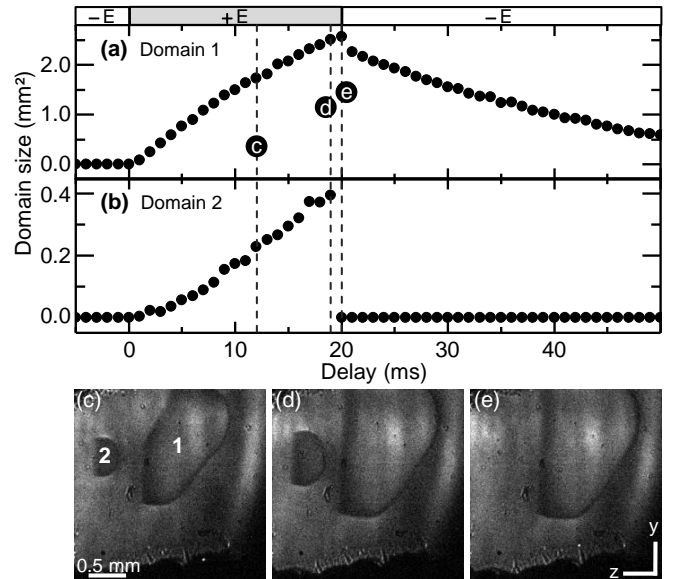 – E +E – E
(a) Domain 1
2.0
1.0
0.0
c d e
Domain size (mm²)
(b) Domain 2
0.4
0.2
0.0
0 10 20 30 40
Delay (ms)
(c) (d) (e)
1
2
0.5 mm
y
z